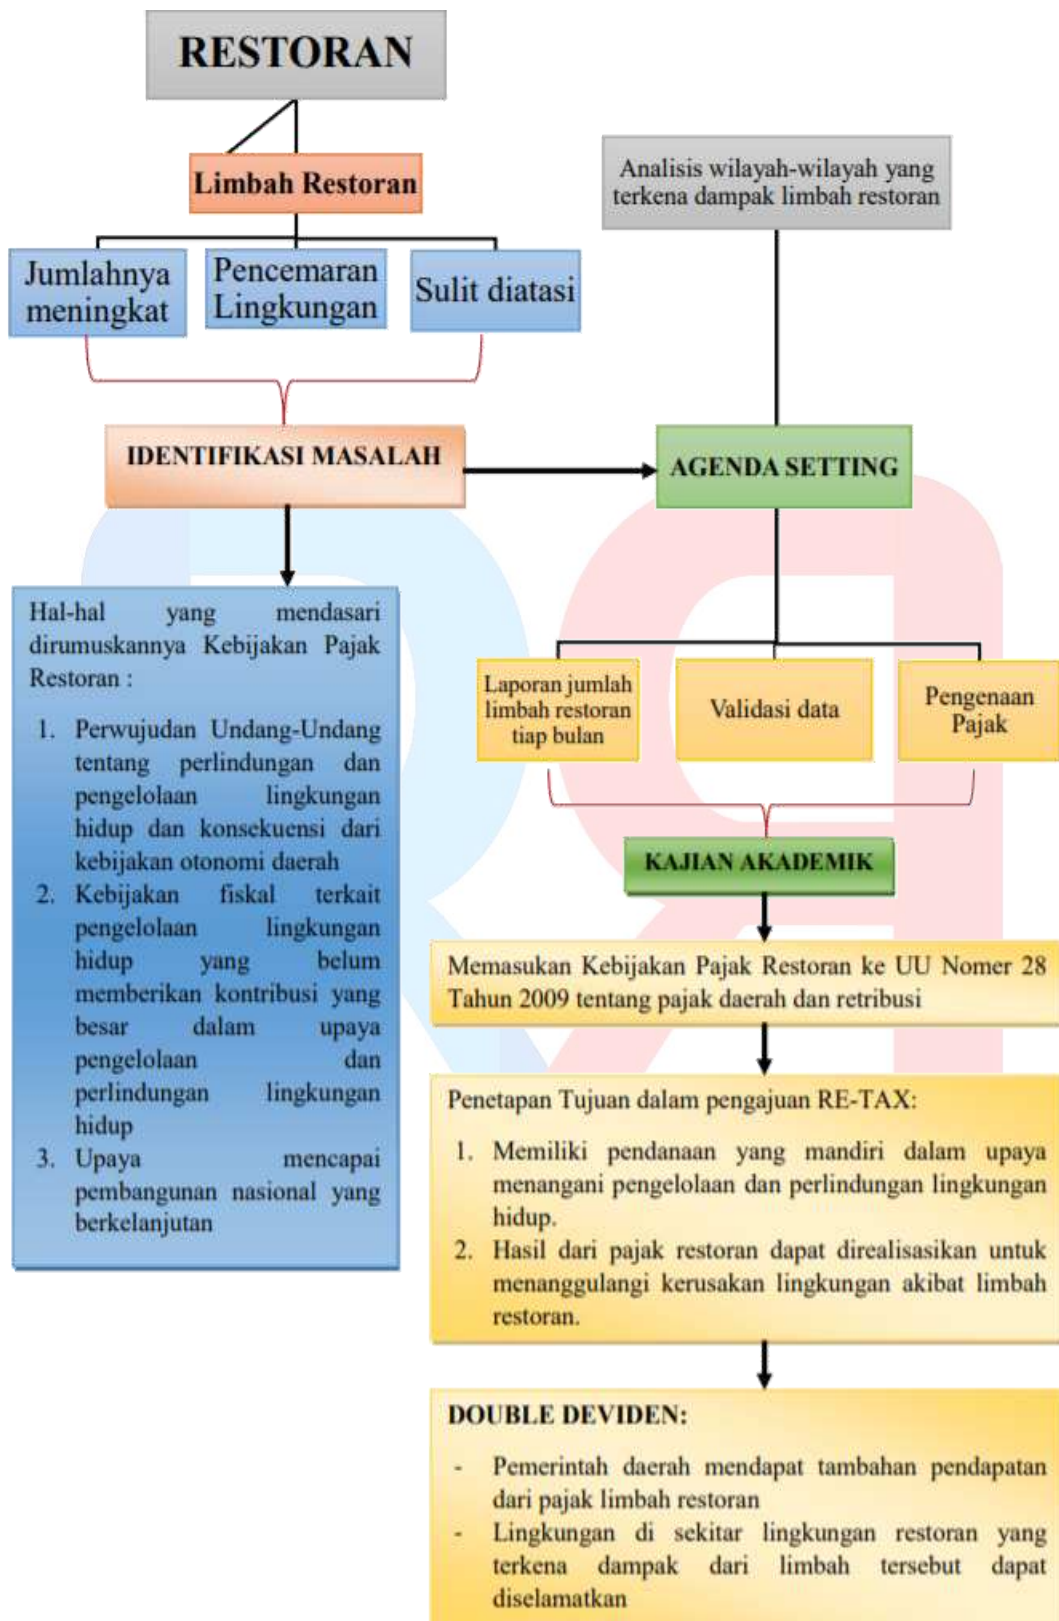 RESTORAN
Limbah Restoran
Jumlahnya
meningkat
Pencemaran
Lingkungan
Sulit diatasi
Analisis wilayah-wilayah yang
terkena dampak limbah restoran
IDENTIFIKASI MASALAH
AGENDA SETTING
Hal-hal yang mendasari
dirumuskannya Kebijakan Pajak
Restoran :
1. Perwujudan Undang-Undang
tentang perlindungan dan
pengelolaan lingkungan
hidup dan konsekuensi dari
kebijakan otonomi daerah
2. Kebijakan fiskal terkait
pengelolaan lingkungan
hidup yang belum
memberikan kontribusi yang
besar dalam upaya
pengelolaan dan
perlindungan lingkungan
hidup
3. Upaya mencapai
pembangunan nasional yang
berkelanjutan
Laporan jumlah
limbah restoran
tiap bulan
Validasi data
Pengenaan
Pajak
KAJIAN AKADEMIK
Memasukan Kebijakan Pajak Restoran ke UU Nomer 28
Tahun 2009 tentang pajak daerah dan retribusi
Penetapan Tujuan dalam pengajuan RE-TAX:
1. Memiliki pendanaan yang mandiri dalam upaya
menangani pengelolaan dan perlindungan lingkungan
hidup.
2. Hasil dari pajak restoran dapat direalisasikan untuk
menanggulangi kerusakan lingkungan akibat limbah
restoran.
DOUBLE DEVIDEN:
- Pemerintah daerah mendapat tambahan pendapatan
dari pajak limbah restoran
- Lingkungan di sekitar lingkungan restoran yang
terkena dampak dari limbah tersebut dapat
diselamatkan